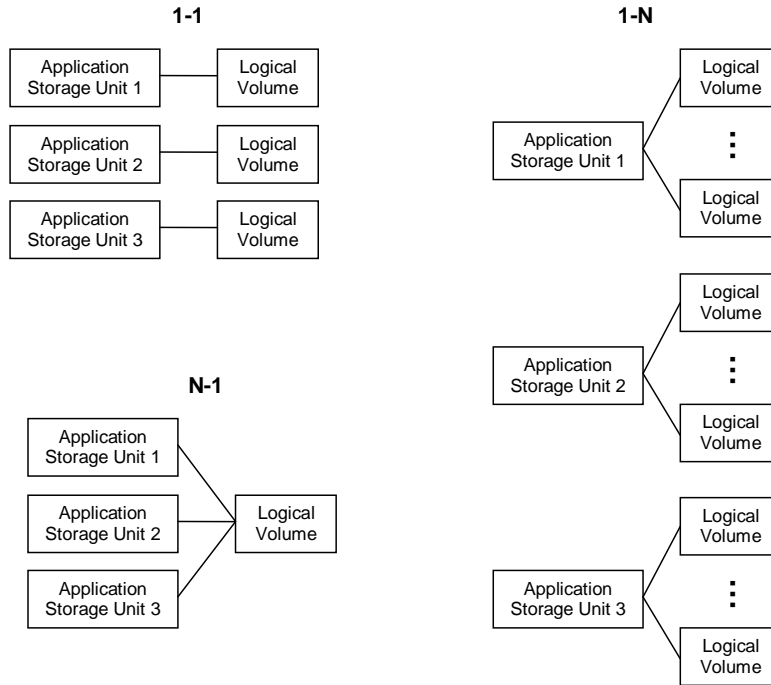 1-1
Application
Storage Unit 1
Logical
Volume
Application
Storage Unit 2
Logical
Volume
Application
Storage Unit 3
Logical
Volume
N-1
Application
Storage Unit 1
Application
Storage Unit 2
Application
Storage Unit 3
Logical
Volume
1-N
Application
Storage Unit 1
Logical
Volume
⋮
Logical
Volume
Application
Storage Unit 2
Logical
Volume
⋮
Logical
Volume
Application
Storage Unit 3
Logical
Volume
⋮
Logical
Volume